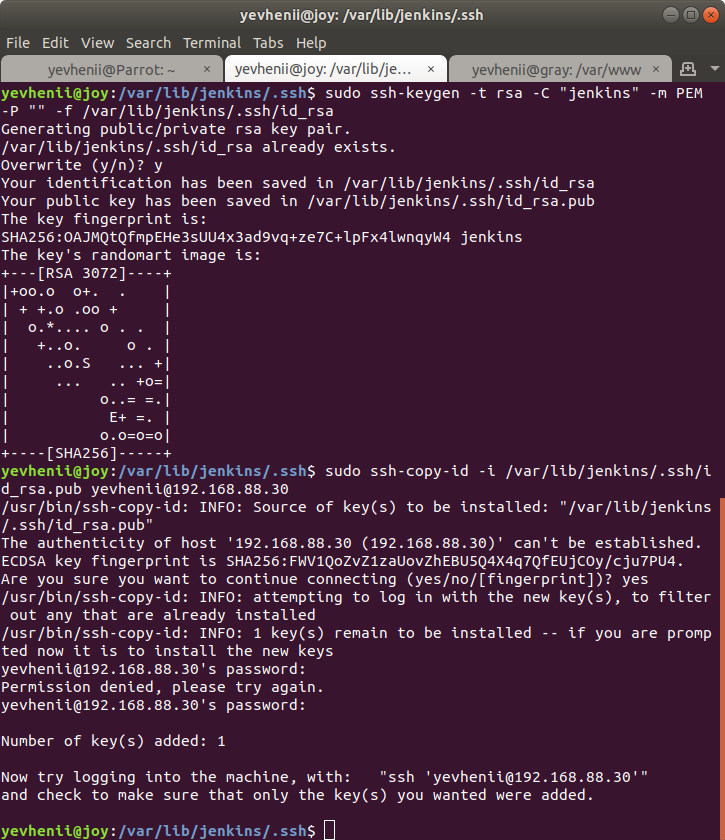 yevhenii@joy: /var/lib/jenkins/.ssh
File Edit View Search Terminal Tabs Help
yevhenii@Parrot: ~ × yevhenii@joy: /var/lib/je... × yevhenii@gray: /var/www ×
yevhenii@joy:/var/lib/jenkins/.ssh$ sudo ssh-keygen -t rsa -C "jenkins" -m PEM
-P "" -f /var/lib/jenkins/.ssh/id_rsa
Generating public/private rsa key pair.
/var/lib/jenkins/.ssh/id_rsa already exists.
Overwrite (y/n)? y
Your identification has been saved in /var/lib/jenkins/.ssh/id_rsa
Your public key has been saved in /var/lib/jenkins/.ssh/id_rsa.pub
The key fingerprint is:
SHA256:OAJMQtQfmpEHe3sUU4x3ad9vq+ze7C+lpFx4lwnqyW4 jenkins
The key's randomart image is:
+---[RSA 3072]----+
|+oo.o  o+.  .    |
| + +.o .oo +     |
|  o.*.... o . .  |
|   +..o.     o . |
|    ..o.S   ... +|
|     ...   .. +o=|
|          o..= =.|
|           E+ =. |
|          o.o=o=o|
+----[SHA256]-----+
yevhenii@joy:/var/lib/jenkins/.ssh$ sudo ssh-copy-id -i /var/lib/jenkins/.ssh/i
d_rsa.pub yevhenii@192.168.88.30
/usr/bin/ssh-copy-id: INFO: Source of key(s) to be installed: "/var/lib/jenkins
/.ssh/id_rsa.pub"
The authenticity of host '192.168.88.30 (192.168.88.30)' can't be established.
ECDSA key fingerprint is SHA256:FWV1QoZvZ1zaUovZhEBU5Q4X4q7QfEUjCOy/cju7PU4.
Are you sure you want to continue connecting (yes/no/[fingerprint])? yes
/usr/bin/ssh-copy-id: INFO: attempting to log in with the new key(s), to filter
 out any that are already installed
/usr/bin/ssh-copy-id: INFO: 1 key(s) remain to be installed -- if you are promp
ted now it is to install the new keys
yevhenii@192.168.88.30's password:
Permission denied, please try again.
yevhenii@192.168.88.30's password:
Number of key(s) added: 1
Now try logging into the machine, with:   "ssh 'yevhenii@192.168.88.30'"
and check to make sure that only the key(s) you wanted were added.
yevhenii@joy:/var/lib/jenkins/.ssh$